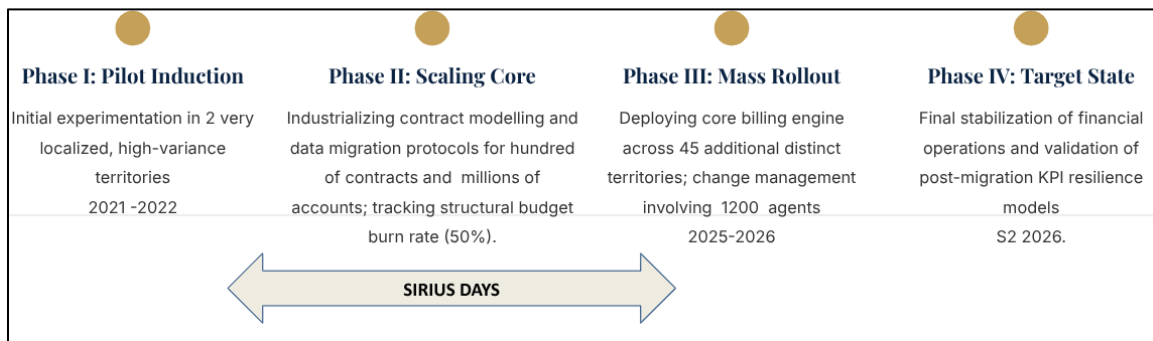 Phase I: Pilot Induction
Initial experimentation in 2 very
localized, high-variance
territories
2021 -2022
Phase II: Scaling Core
Industrializing contract modelling and
data migration protocols for hundred
of contracts and  millions of
accounts; tracking structural budget
burn rate (50%).
Phase III: Mass Rollout
Deploying core billing engine
across 45 additional distinct
territories; change management
involving  1200  agents
2025-2026
Phase IV: Target State
Final stabilization of financial
operations and validation of
post-migration KPI resilience
models
S2 2026.
SIRIUS DAYS